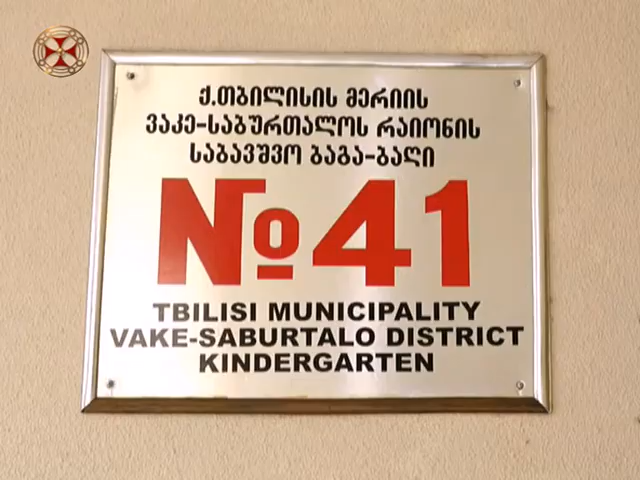 ქ.თბილისის მერიის
ვაკე-საბურთალოს რაიონის
საბავშვო ბაგა-ბაღი
№41
TBILISI MUNICIPALITY
VAKE-SABURTALO DISTRICT
KINDERGARTEN